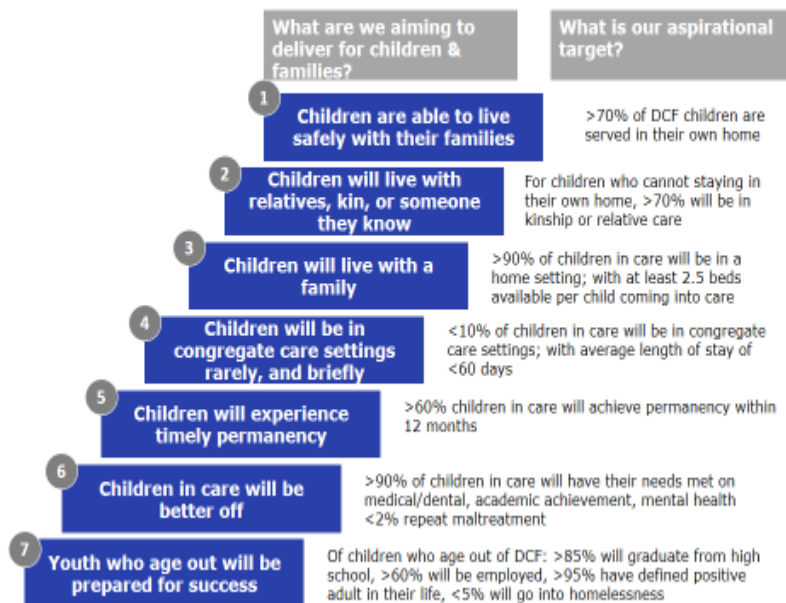 What are we aiming to
deliver for children &
families?
What is our aspirational
target?
1
Children are able to live
safely with their families
>70% of DCF children are
served in their own home
2
Children will live with
relatives, kin, or someone
they know
For children who cannot staying in
their own home, >70% will be in
kinship or relative care
3
Children will live with a
family
>90% of children in care will be in a
home setting; with at least 2.5 beds
available per child coming into care
4
Children will be in
congregate care settings
rarely, and briefly
<10% of children in care will be in congregate
care settings; with average length of stay of
<60 days
5
Children will experience
timely permanency
>60% children in care will achieve permanency within
12 months
6
Children in care will be
better off
>90% of children in care will have their needs met on
medical/dental, academic achievement, mental health
<2% repeat maltreatment
7
Youth who age out will be
prepared for success
Of children who age out of DCF: >85% will graduate from high
school, >60% will be employed, >95% have defined positive
adult in their life, <5% will go into homelessness